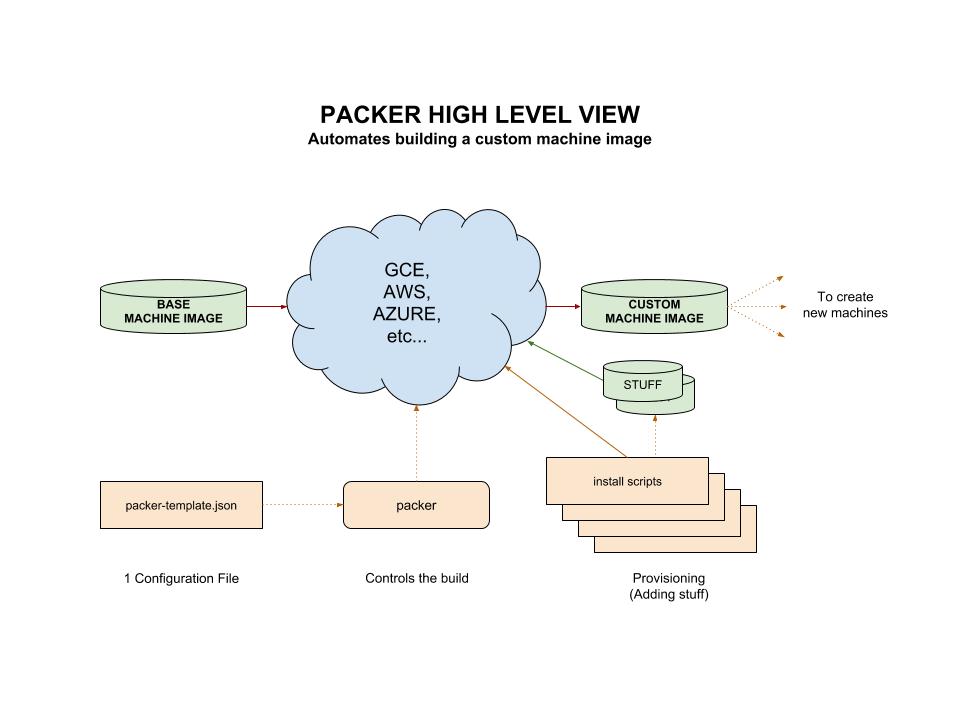 PACKER HIGH LEVEL VIEW
Automates building a custom machine image
GCE,
AWS,
AZURE,
etc...
BASE
MACHINE IMAGE
CUSTOM
MACHINE IMAGE
To create
new machines
STUFF
packer-template.json
packer
install scripts
1 Configuration File
Controls the build
Provisioning
(Adding stuff)